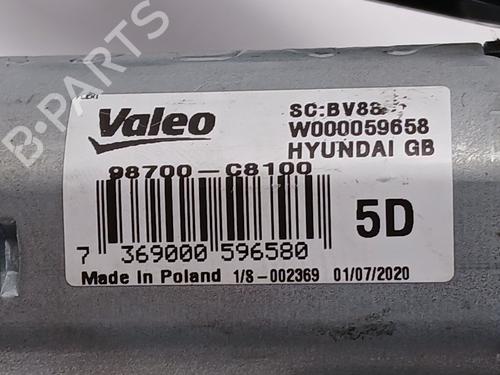 B-PARTS
Valeo
SC:BV88
W000059658
HYUNDAI GB
98700-C8100
5D
7 369000 596580
Made In Poland 1/S-002369 01/07/2020